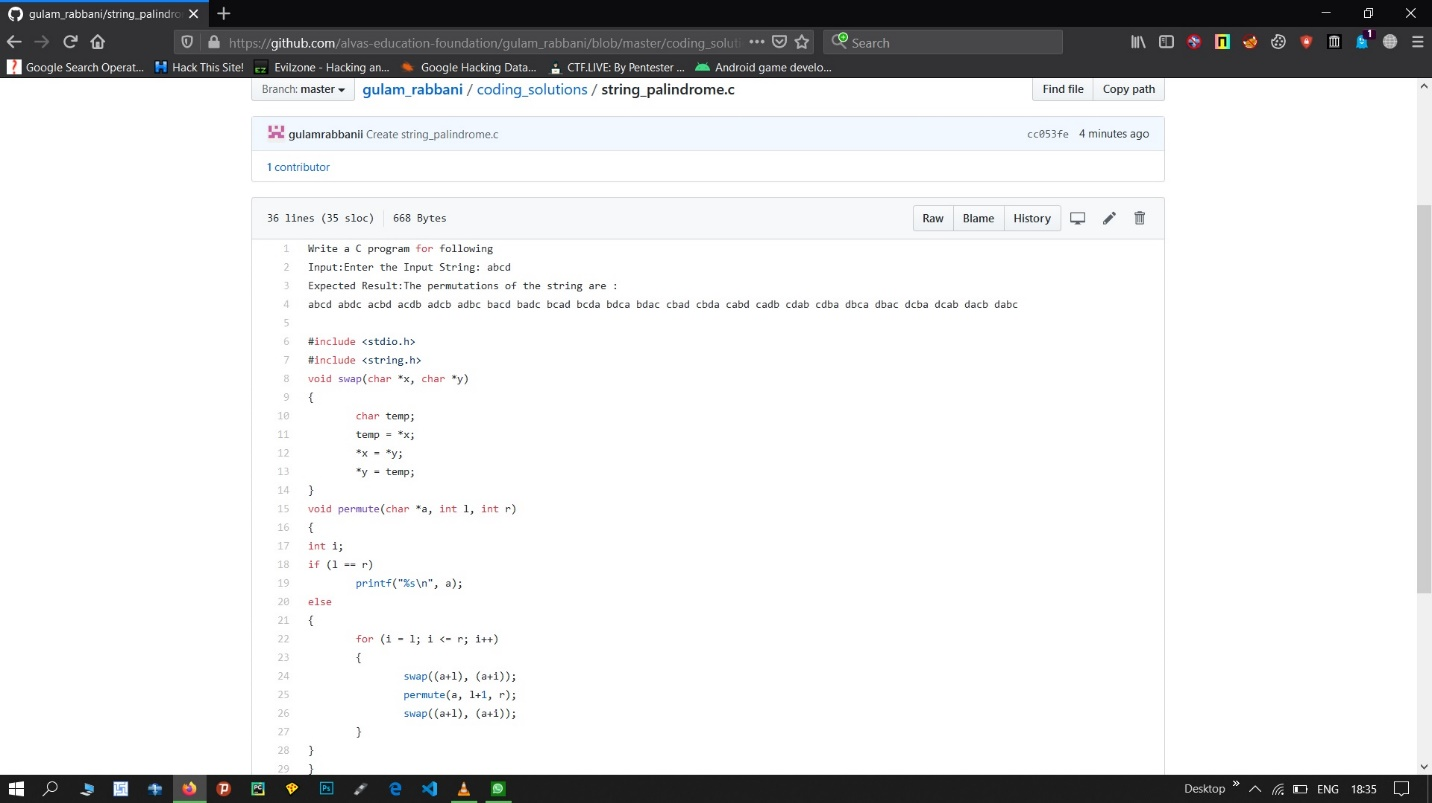 gulam_rabbani/string_palindro
https://github.com/alvas-education-foundation/gulam_rabbani/blob/master/coding_soluti
Search
1
Google Search Operat...
Hack This Site!
Evilzone - Hacking an...
Google Hacking Data...
CTF.LIVE: By Pentester ...
Android game develo...
Branch: master
gulam_rabbani / coding_solutions / string_palindrome.c
Find file
Copy path
gulamrabbanii Create string_palindrome.c
cc053fe 4 minutes ago
1 contributor
36 lines (35 sloc) 668 Bytes
Raw
Blame
History
1 Write a C program for following
2 Input:Enter the Input String: abcd
3 Expected Result:The permutations of the string are :
4 abcd abdc acbd acdb adcb adbc bacd badc bcad bcda bdca bdac cbad cbda cabd cadb cdab cdba dbca dbac dcba dcab dacb dabc
5
6 #include <stdio.h>
7 #include <string.h>
8 void swap(char *x, char *y)
9 {
10 char temp;
11 temp = *x;
12 *x = *y;
13 *y = temp;
14 }
15 void permute(char *a, int l, int r)
16 {
17 int i;
18 if (l == r)
19 printf("%s\n", a);
20 else
21 {
22 for (i = l; i <= r; i++)
23 {
24 swap((a+l), (a+i));
25 permute(a, l+1, r);
26 swap((a+l), (a+i));
27 }
28 }
29 }
Desktop
ENG
18:35